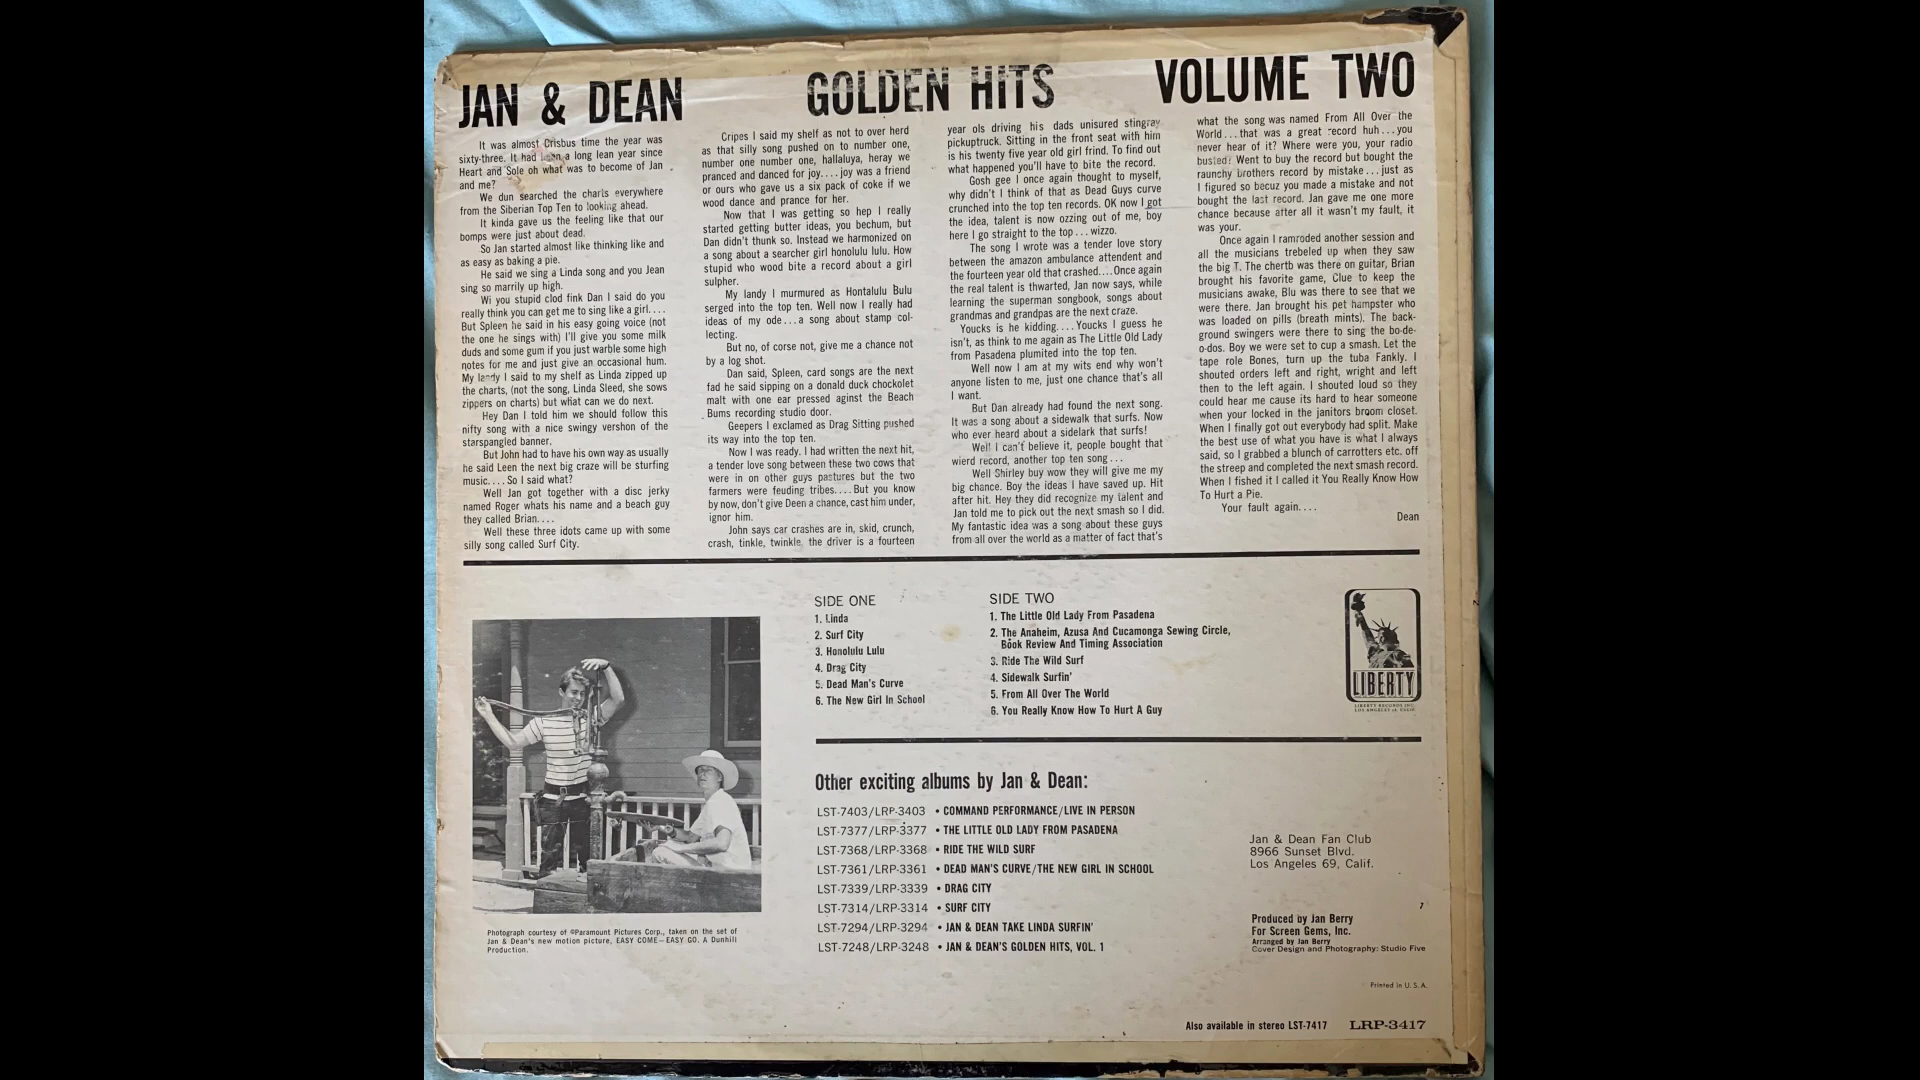 JAN & DEAN GOLDEN HITS VOLUME TWO
It was almost Crisbus time the year was
sixty-three. It had a long lean year since
Heart and Sole oh what was to become of Jan
and me?
We dun searched the charts everywhere
from the Siberian Top Ten to looking ahead.
It kinda gave us the feeling like that our
bomps were just about dead.
So Jan started almost like thinking like and
as easy as baking a pie.
He said we sing a Linda song and you Jean
sing so marrily up high.
Wi you stupid clod fink Dan I said do you
really think you can get me to sing like a girl....
But Spleen he said in his easy going voice (not
the one he sings with) I'll give you some milk
duds and some gum if you just warble some high
notes for me and just give an occasional hum.
My landy I said to my shelf as Linda zipped up
the charts, (not the song, Linda Sleed, she sows
zippers on charts) but what can we do next.
Hey Dan I told him we should follow this
nifty song with a nice swingy vershon of the
starspangled banner.
But John had to have his own way as usually
he said Leen the next big craze will be sturfing
music.... So I said what?
Well Jan got together with a disc jerky
named Roger whats his name and a beach guy
they called Brian....
Well these three idots came up with some
silly song called Surf City.
Cripes I said my shelf as not to over herd
as that silly song pushed on to number one,
number one number one, hallaluya, heray we
pranced and danced for joy....joy was a friend
or ours who gave us a six pack of coke if we
wood dance and prance for her.
Now that I was getting so hep I really
started getting butter ideas, you bechum, but
Dan didn't thunk so. Instead we harmonized on
a song about a searcher girl honolulu lulu. How
stupid who wood bite a record about a girl
sulpher.
My landy I murmured as Hontalulu Bulu
serged into the top ten. Well now I really had
ideas of my ode...a song about stamp col-
lecting.
But no, of corse not, give me a chance not
by a log shot.
Dan said, Spleen, card songs are the next
fad he said sipping on a donald duck chockolet
malt with one ear pressed aginst the Beach
Bums recording studio door.
Geepers I exclamed as Drag Sitting pushed
its way into the top ten.
Now I was ready. I had written the next hit,
a tender love song between these two cows that
were in on other guys pastures but the two
farmers were feuding tribes....But you know
by now, don't give Deen a chance, cast him under,
ignor him.
John says car crashes are in, skid, crunch,
crash, tinkle, twinkle, the driver is a fourteen
year ols driving his dads unisured stingray
pickuptruck. Sitting in the front seat with him
is his twenty five year old girl frind. To find out
what happened you'll have to bite the record.
Gosh gee I once again thought to myself,
why didn't I think of that as Dead Guys curve
crunched into the top ten records. OK now I got
the idea, talent is now ozzing out of me, boy
here I go straight to the top...wizzo.
The song I wrote was a tender love story
between the amazon ambulance attendent and
the fourteen year old that crashed....Once again
the real talent is thwarted, Jan now says, while
learning the superman songbook, songs about
grandmas and grandpas are the next craze.
Youcks is he kidding....Youcks I guess he
isn't, as think to me again as The Little Old Lady
from Pasadena plumited into the top ten.
Well now I am at my wits end why won't
anyone listen to me, just one chance that's all
I want.
But Dan already had found the next song.
It was a song about a sidewalk that surfs. Now
who ever heard about a sidelark that surfs!
Well I can't believe it, people bought that
wierd record, another top ten song...
Well Shirley buy wow they will give me my
big chance. Boy the ideas I have saved up. Hit
after hit. Hey they did recognize my talent and
Jan told me to pick out the next smash so I did.
My fantastic idea was a song about these guys
from all over the world as a matter of fact that's
what the song was named From All Over the
World...that was a great record huh...you
never hear of it? Where were you, your radio
busted? Went to buy the record but bought the
raunchy brothers record by mistake...just as
I figured so becuz you made a mistake and not
bought the last record. Jan gave me one more
chance because after all it wasn't my fault, it
was your.
Once again I ramroded another session and
all the musicians trebeled up when they saw
the big T. The chertb was there on guitar, Brian
brought his favorite game, Clue to keep the
musicians awake, Blu was there to see that we
were there. Jan brought his pet hampster who
was loaded on pills (breath mints). The back-
ground swingers were there to sing the bo-de-
o-dos. Boy we were set to cup a smash. Let the
tape role Bones, turn up the tuba Fankly. I
shouted orders left and right, wright and left
then to the left again. I shouted loud so they
could hear me cause its hard to hear someone
when your locked in the janitors broom closet.
When I finally got out everybody had split. Make
the best use of what you have is what I always
said, so I grabbed a blunch of carrotters etc. off
the streep and completed the next smash record.
When I fished it I called it You Really Know How
To Hurt a Pie.
Your fault again....
Dean
SIDE ONE
1. Linda
2. Surf City
3. Honolulu Lulu
4. Drag City
5. Dead Man's Curve
6. The New Girl In School
SIDE TWO
1. The Little Old Lady From Pasadena
2. The Anaheim, Azusa And Cucamonga Sewing Circle,
Book Review And Timing Association
3. Ride The Wild Surf
4. Sidewalk Surfin'
5. From All Over The World
6. You Really Know How To Hurt A Guy
LIBERTY
LIBERTY RECORDS INC.
LOS ANGELES 28, CALIF.
Photograph courtesy of ©Paramount Pictures Corp., taken on the set of
Jan & Dean's new motion picture, EASY COME—EASY GO. A Dunhill
Production.
Other exciting albums by Jan & Dean:
LST-7403/LRP-3403 • COMMAND PERFORMANCE/LIVE IN PERSON
LST-7377/LRP-3377 • THE LITTLE OLD LADY FROM PASADENA
LST-7368/LRP-3368 • RIDE THE WILD SURF
LST-7361/LRP-3361 • DEAD MAN'S CURVE/THE NEW GIRL IN SCHOOL
LST-7339/LRP-3339 • DRAG CITY
LST-7314/LRP-3314 • SURF CITY
LST-7294/LRP-3294 • JAN & DEAN TAKE LINDA SURFIN'
LST-7248/LRP-3248 • JAN & DEAN'S GOLDEN HITS, VOL. 1
Jan & Dean Fan Club
8966 Sunset Blvd.
Los Angeles 69, Calif.
7
Produced by Jan Berry
For Screen Gems, Inc.
Arranged by Jan Berry
Cover Design and Photography: Studio Five
Printed in U.S.A.
Also available in stereo LST-7417 LRP-3417